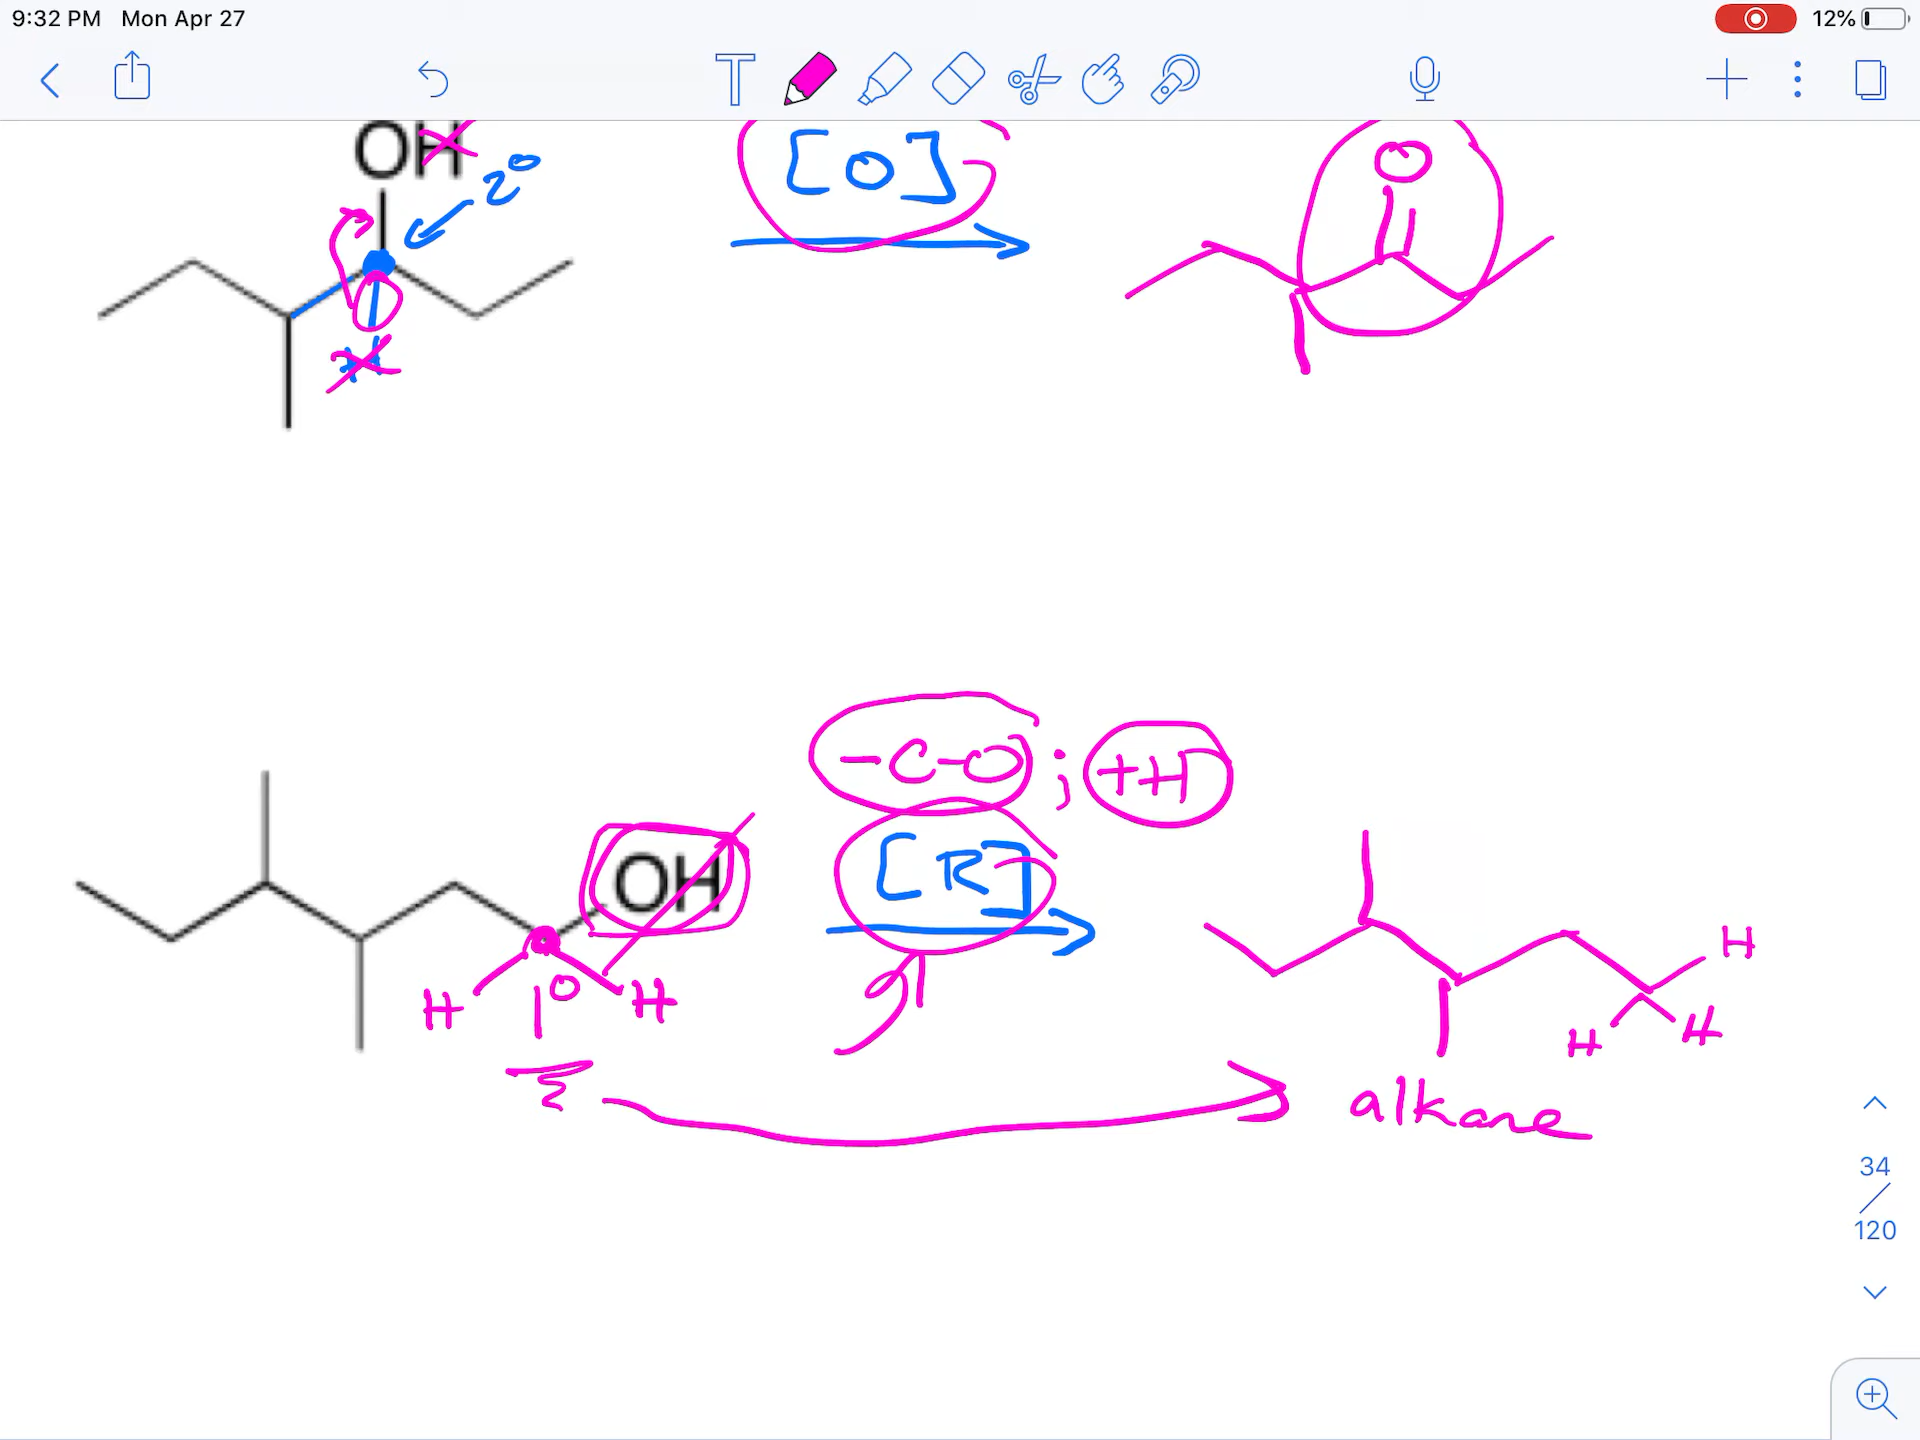 9:32 PM Mon Apr 27
12%
T
OH
2°
[O]
O
H
-C-O ; +H
OH
[R]
H
H 1° H
H H
alkane
34
/
120